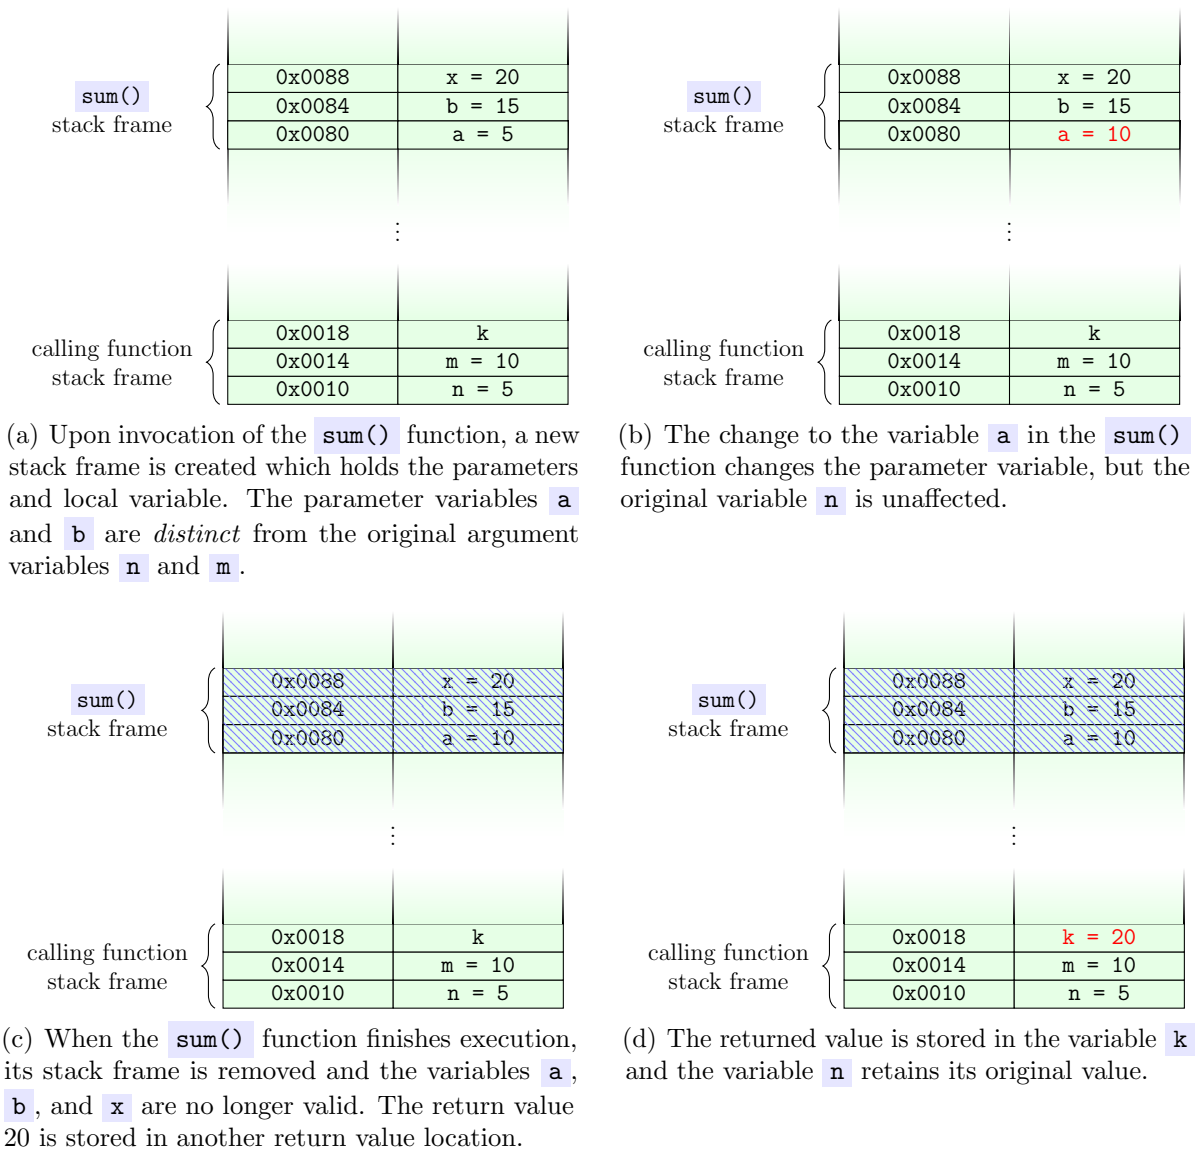 0x0088 x = 20
sum() 0x0084 b = 15
stack frame 0x0080 a = 5
⋮
0x0018 k
calling function 0x0014 m = 10
stack frame 0x0010 n = 5
(a) Upon invocation of the sum() function, a new
stack frame is created which holds the parameters
and local variable. The parameter variables a
and b are distinct from the original argument
variables n and m.
0x0088 x = 20
sum() 0x0084 b = 15
stack frame 0x0080 a = 10
⋮
0x0018 k
calling function 0x0014 m = 10
stack frame 0x0010 n = 5
(b) The change to the variable a in the sum()
function changes the parameter variable, but the
original variable n is unaffected.
0x0088 x = 20
sum() 0x0084 b = 15
stack frame 0x0080 a = 10
⋮
0x0018 k
calling function 0x0014 m = 10
stack frame 0x0010 n = 5
(c) When the sum() function finishes execution,
its stack frame is removed and the variables a,
b, and x are no longer valid. The return value
20 is stored in another return value location.
0x0088 x = 20
sum() 0x0084 b = 15
stack frame 0x0080 a = 10
⋮
0x0018 k = 20
calling function 0x0014 m = 10
stack frame 0x0010 n = 5
(d) The returned value is stored in the variable k
and the variable n retains its original value.